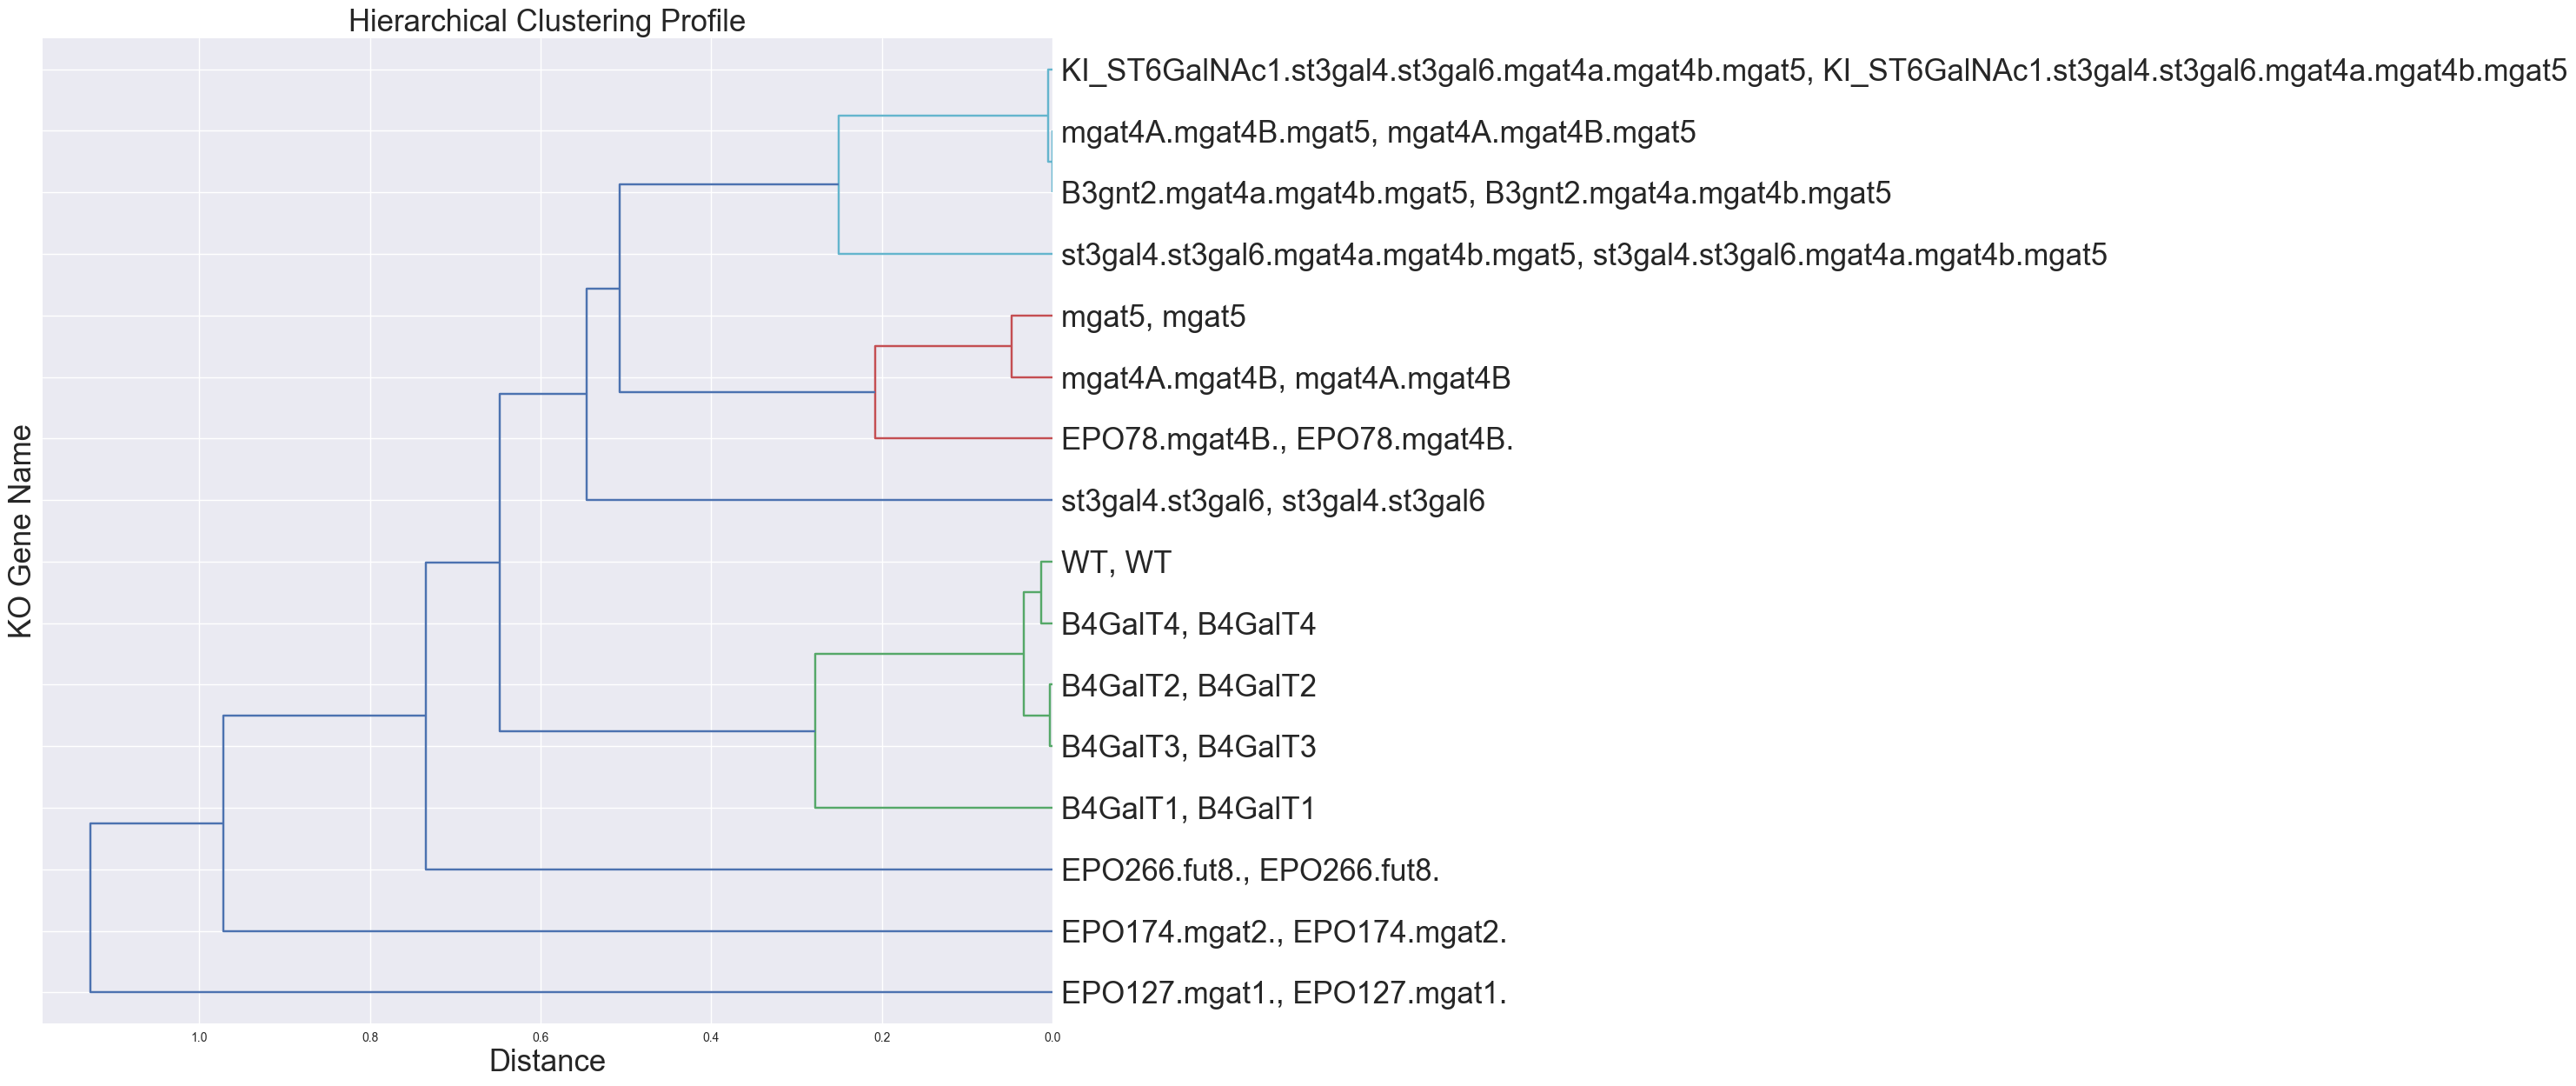 Hierarchical Clustering Profile
KI_ST6GalNAc1.st3gal4.st3gal6.mgat4a.mgat4b.mgat5, KI_ST6GalNAc1.st3gal4.st3gal6.mgat4a.mgat4b.mgat5
mgat4A.mgat4B.mgat5, mgat4A.mgat4B.mgat5
B3gnt2.mgat4a.mgat4b.mgat5, B3gnt2.mgat4a.mgat4b.mgat5
st3gal4.st3gal6.mgat4a.mgat4b.mgat5, st3gal4.st3gal6.mgat4a.mgat4b.mgat5
mgat5, mgat5
mgat4A.mgat4B, mgat4A.mgat4B
EPO78.mgat4B., EPO78.mgat4B.
st3gal4.st3gal6, st3gal4.st3gal6
WT, WT
B4GalT4, B4GalT4
B4GalT2, B4GalT2
B4GalT3, B4GalT3
B4GalT1, B4GalT1
EPO266.fut8., EPO266.fut8.
EPO174.mgat2., EPO174.mgat2.
EPO127.mgat1., EPO127.mgat1.
KO Gene Name
1.0 0.8 0.6 0.4 0.2 0.0
Distance